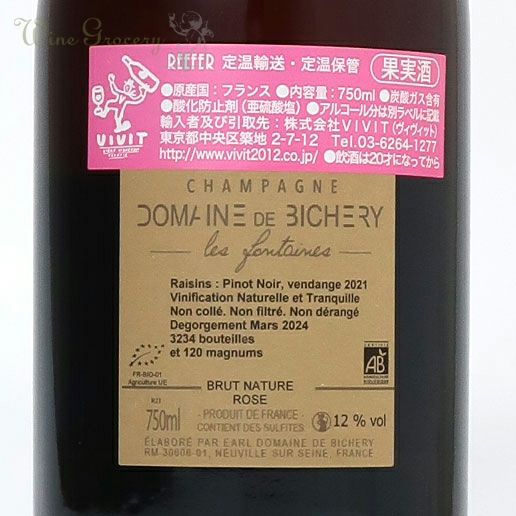 Wine Grocery
REEFER 定温輸送・定温保管 果実酒
●原産国：フランス ●内容量：750ml ●炭酸ガス含有
●酸化防止剤（亜硫酸塩） ●アルコール分は別ラベルに記載
輸入者及び引取先：株式会社VIVIT（ヴィヴィット）
東京都中央区築地 2-7-12 Tel.03-6264-1277
http://www.vivit2012.co.jp/ ●飲酒は20才になってから
VIVIT
CHAMPAGNE
DOMAINE DE BICHERY
les fontaines
Raisins : Pinot Noir, vendange 2021
Vinification Naturelle et Tranquille
Non collé. Non filtré. Non dérangé
Degorgement Mars 2024
3234 bouteilles
et 120 magnums
FR-BIO-01
Agriculture UE
AB
BRUT NATURE
ROSE
R21
750ml
- PRODUIT DE FRANCE -
CONTIENT DES SULFITES
12 % vol
ÉLABORÉ PAR EARL DOMAINE DE BICHERY
RM-30606-01, NEUVILLE SUR SEINE, FRANCE